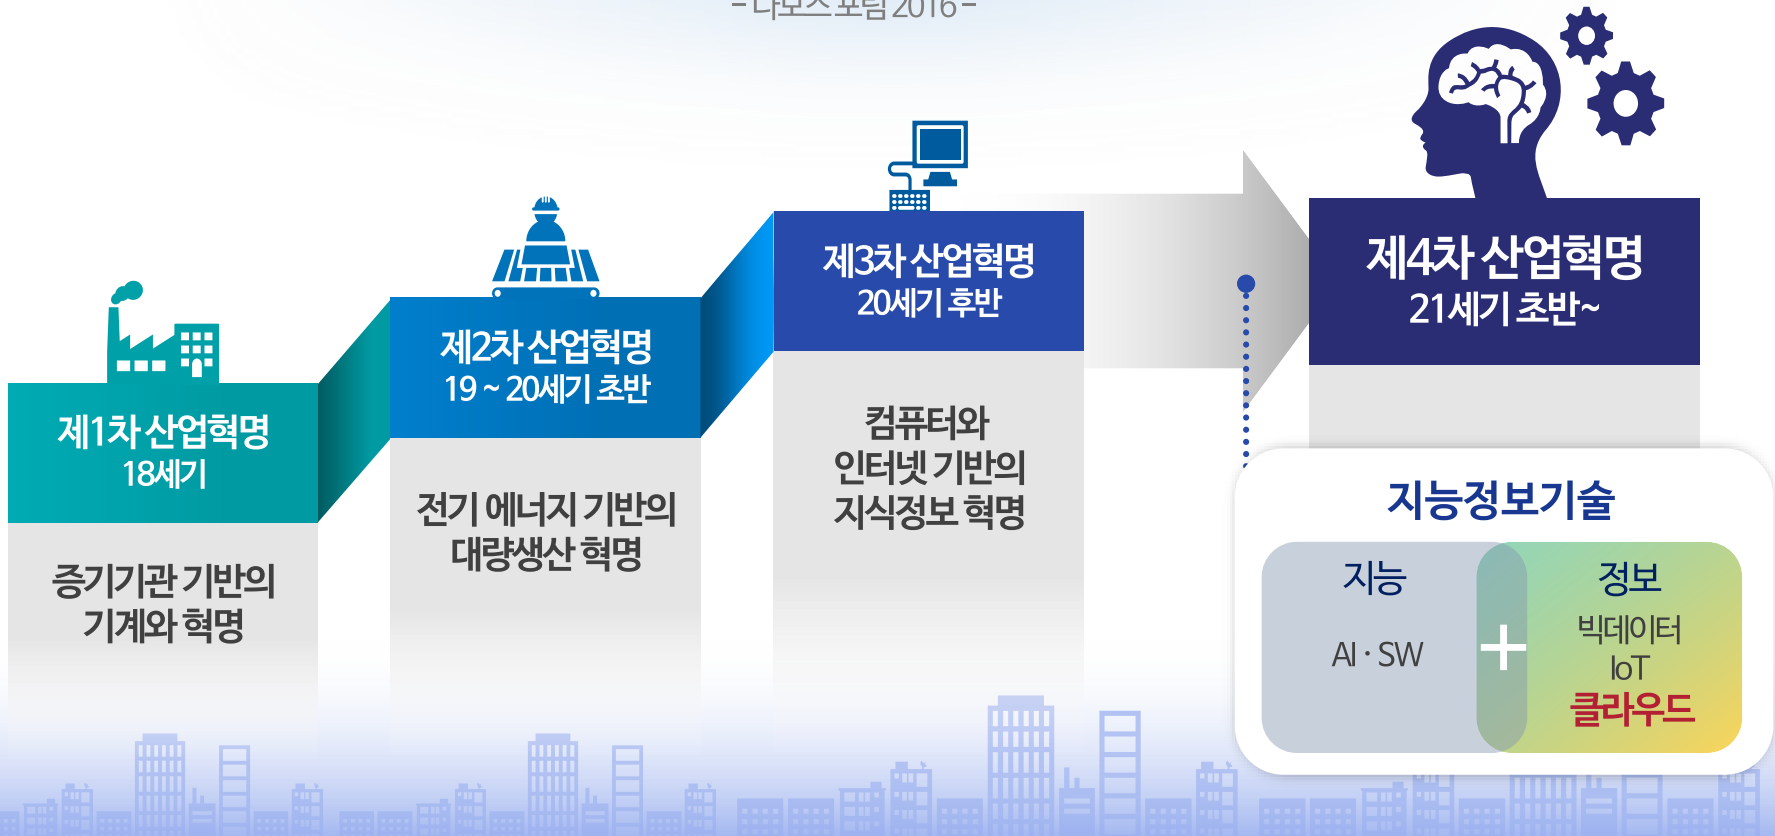 - 다보스 포럼 2016 -
제1차 산업혁명
18세기
증기기관 기반의
기계와 혁명
제2차 산업혁명
19 ~ 20세기 초반
전기 에너지 기반의
대량생산 혁명
제3차 산업혁명
20세기 후반
컴퓨터와
인터넷 기반의
지식정보 혁명
제4차 산업혁명
21세기 초반~
지능정보기술
지능
AI · SW
+
정보
빅데이터
IoT
클라우드